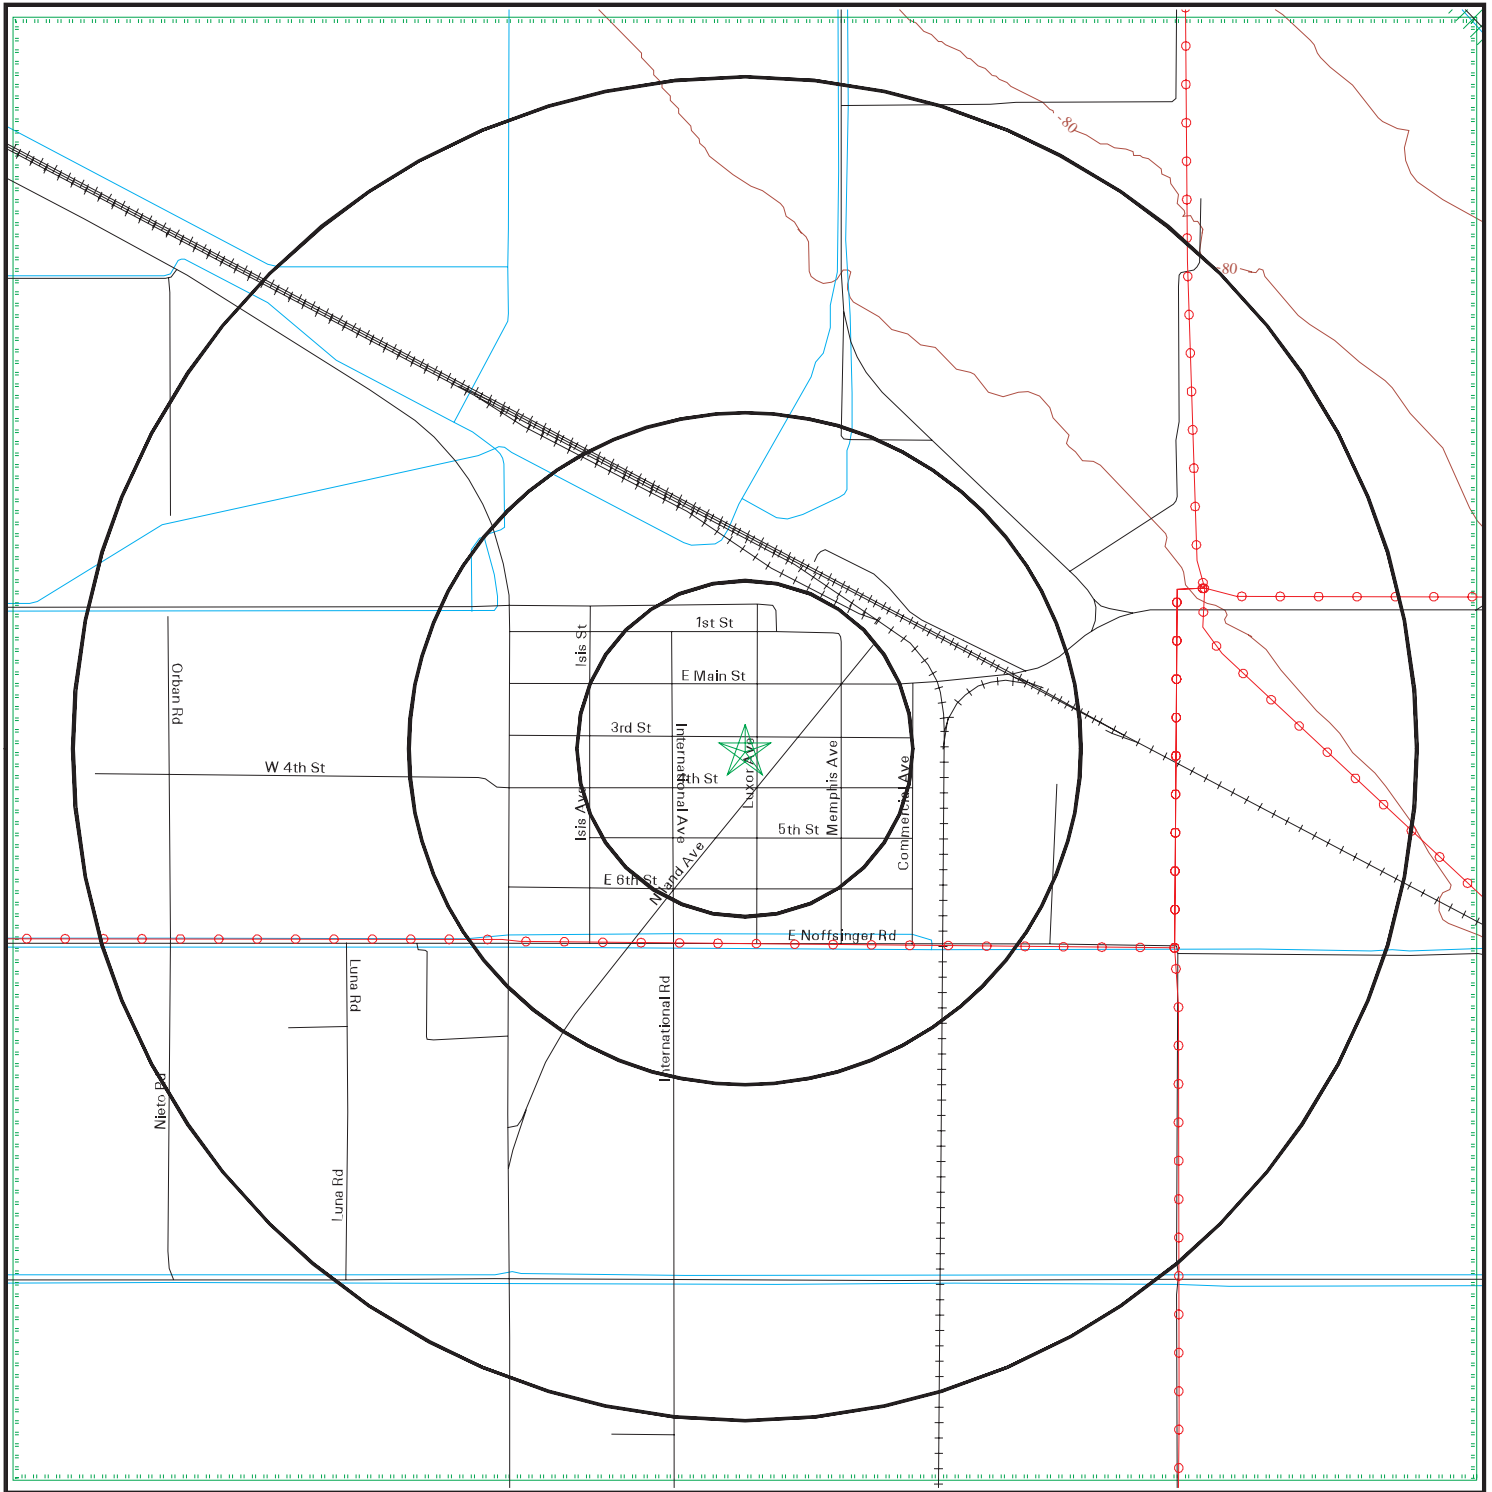 -80
-80
1st St
Isis St
E Main St
Orban Rd
3rd St
International Ave
Luxor Ave
Memphis Ave
Commercial Ave
W 4th St
4th St
Isis Ave
5th St
Niland Ave
E 6th St
E Noffsinger Rd
Luna Rd
International Rd
Nieto Rd
Luna Rd